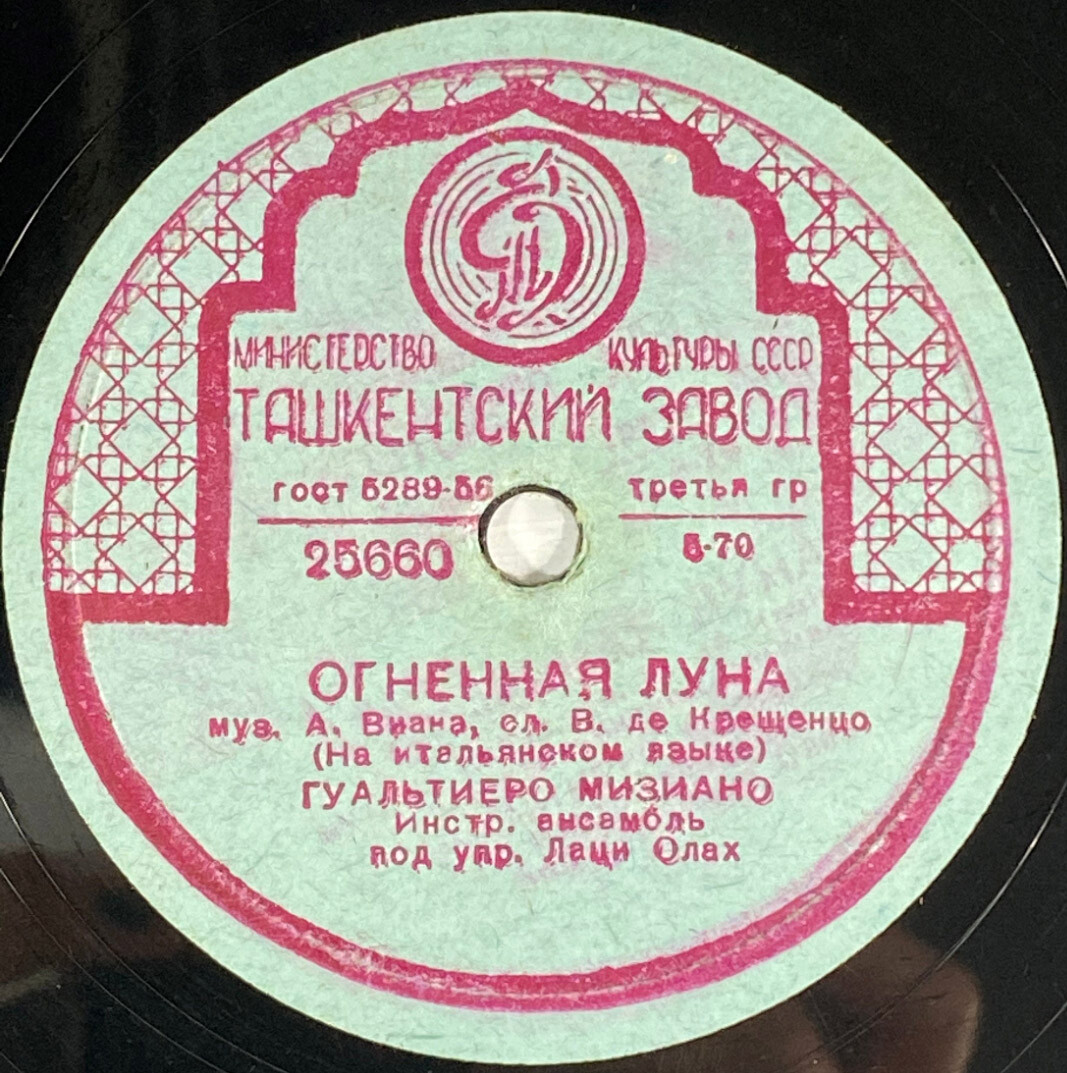 МИНИСТЕРСТВО КУЛЬТУРЫ СССР
ТАШКЕНТСКИЙ ЗАВОД
гост 5289-56 третья гр
25660 5-70
ОГНЕННАЯ ЛУНА
муз. А. Виана, сл. В. де Крещенцо
(На итальянском языке)
ГУАЛЬТИЕРО МИЗИАНО
Инстр. ансамбль
под упр. Лаци Олах